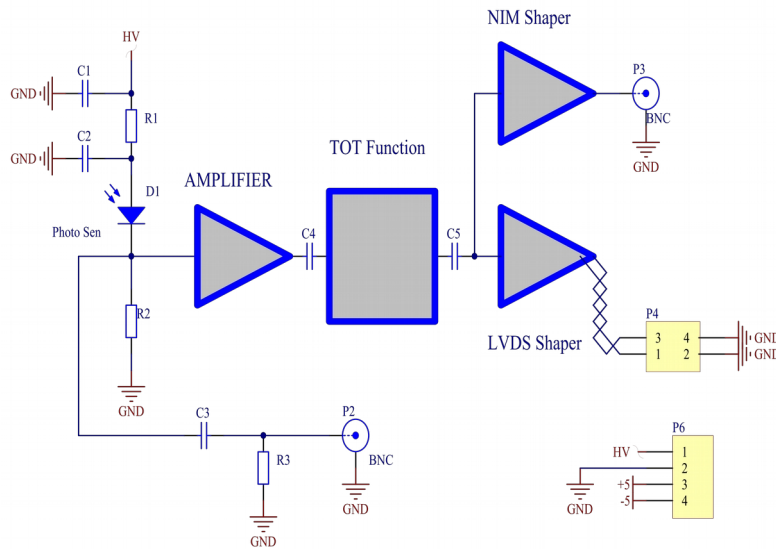 NIM Shaper
HV
C1
P3
GND
R1
BNC
C2
TOT Function
GND
GND
D1
AMPLIFIER
Photo Sen
C4
C5
R2
P4
LVDS Shaper
3 4 GND
1 2 GND
GND
C3
P2
P6
R3
BNC
HV 1
2
+5 3
-5 4
GND
GND
GND